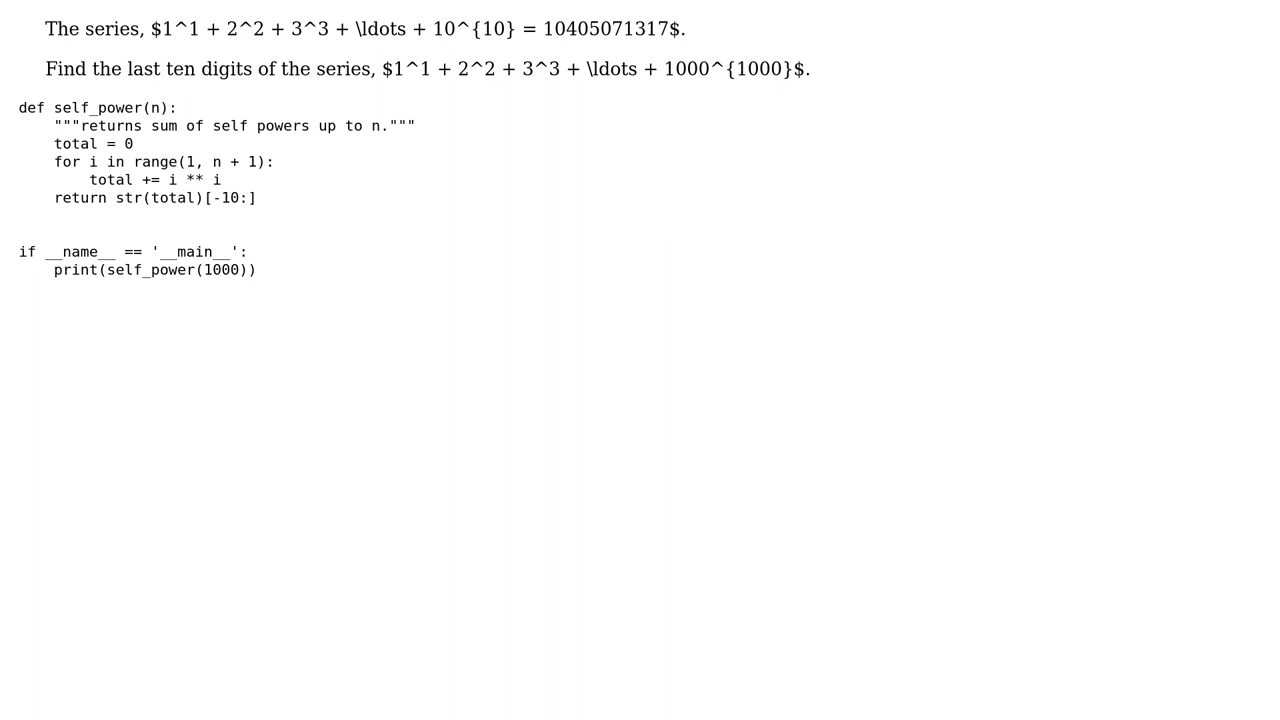 The series, $1^1 + 2^2 + 3^3 + \ldots + 10^{10} = 10405071317$.
Find the last ten digits of the series, $1^1 + 2^2 + 3^3 + \ldots + 1000^{1000}$.
def self_power(n):
    """returns sum of self powers up to n."""
    total = 0
    for i in range(1, n + 1):
        total += i ** i
    return str(total)[-10:]
if __name__ == '__main__':
    print(self_power(1000))